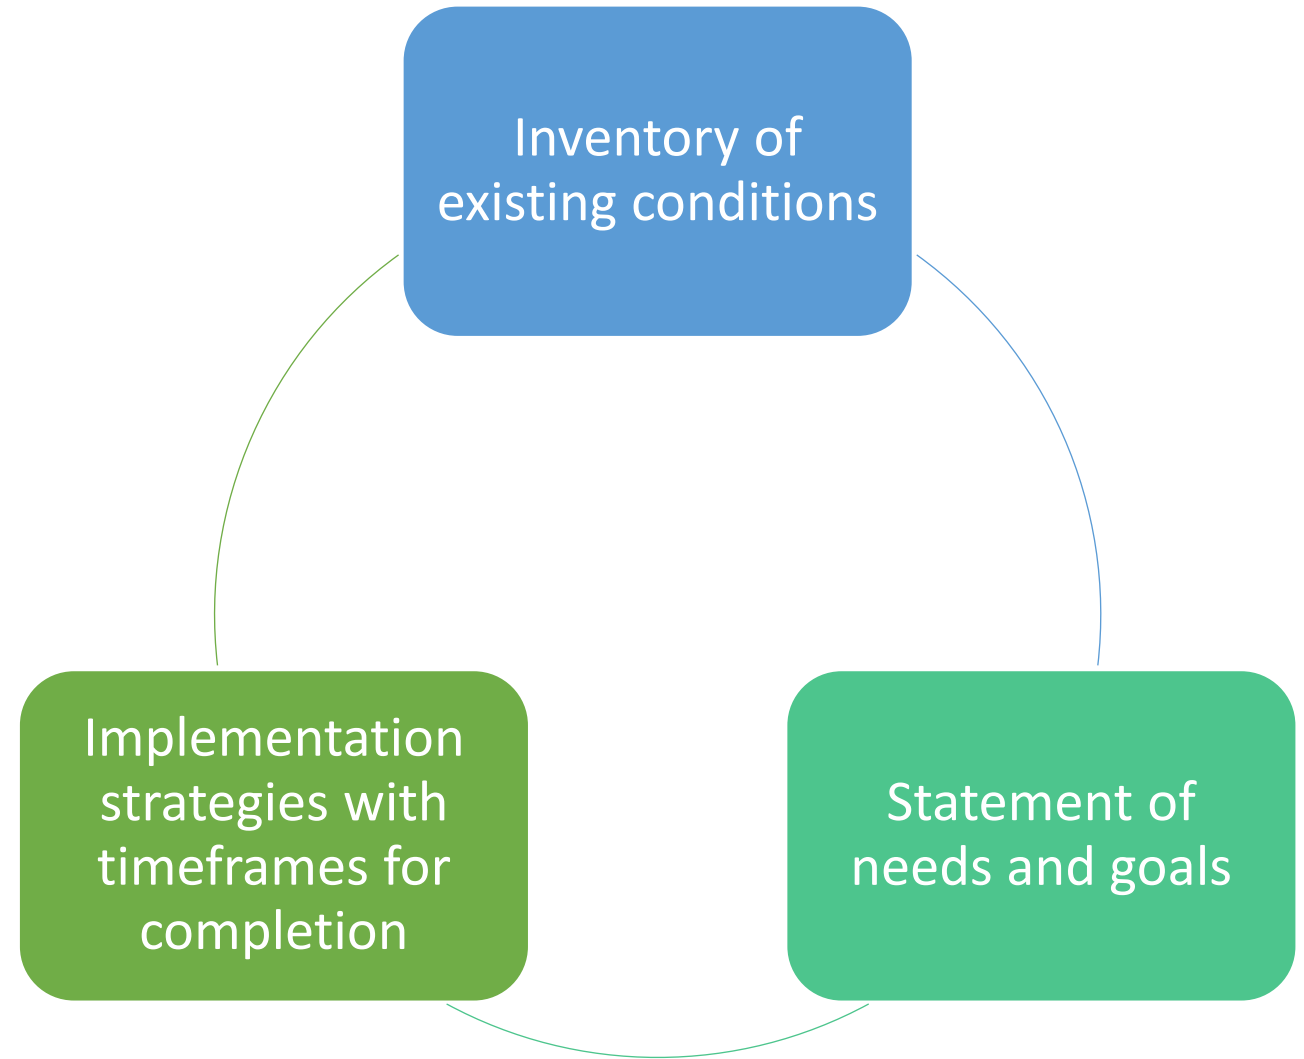 Inventory of
existing conditions
Statement of
needs and goals
Implementation
strategies with
timeframes for
completion